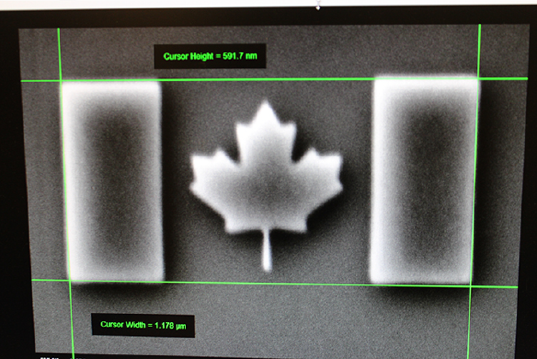 Cursor Height = 591.7 nm
Cursor Width = 1.178 µm